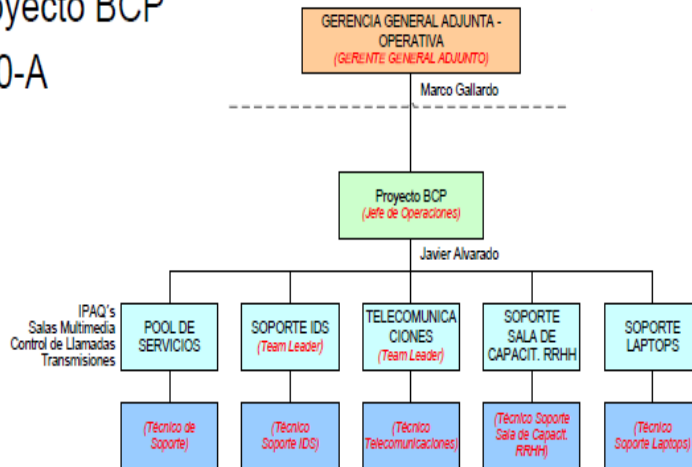 oyecto BCP
0-A
GERENCIA GENERAL ADJUNTA -
OPERATIVA
(GERENTE GENERAL ADJUNTO)
Marco Gallardo
Proyecto BCP
(Jefe de Operaciones)
Javier Alvarado
IPAQ's
Salas Multimedia
Control de Llamadas
Transmisiones
POOL DE
SERVICIOS
SOPORTE IDS
(Team Leader)
TELECOMUNICA
CIONES
(Team Leader)
SOPORTE
SALA DE
CAPACIT. RRHH
SOPORTE
LAPTOPS
(Técnico de
Soporte)
(Técnico
Soporte IDS)
(Técnico
Telecomunicaciones)
(Técnico Soporte
Sala de Capacit.
RRHH)
(Técnico
Soporte Laptops)